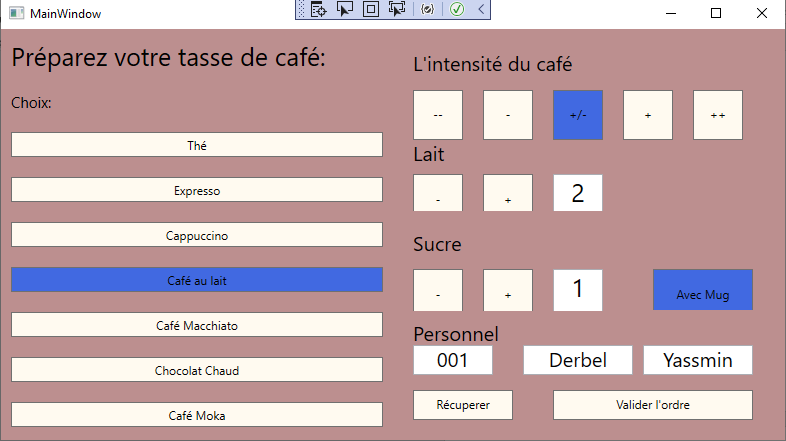 MainWindow
Préparez votre tasse de café:
Choix:
Thé
Expresso
Cappuccino
Café au lait
Café Macchiato
Chocolat Chaud
Café Moka
L'intensité du café
-- - +/- + ++
Lait
- + 2
Sucre
- + 1 Avec Mug
Personnel
001 Derbel Yassmin
Récuperer Valider l'ordre